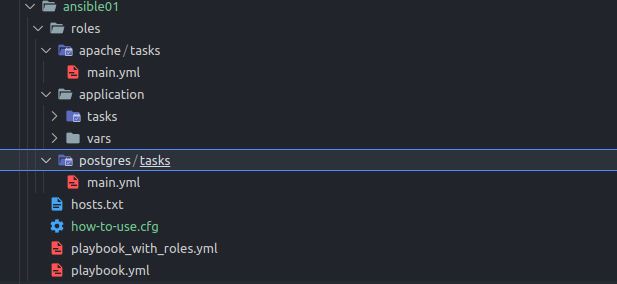 ansible01
roles
apache/tasks
main.yml
application
tasks
vars
postgres/tasks
main.yml
hosts.txt
how-to-use.cfg
playbook_with_roles.yml
playbook.yml